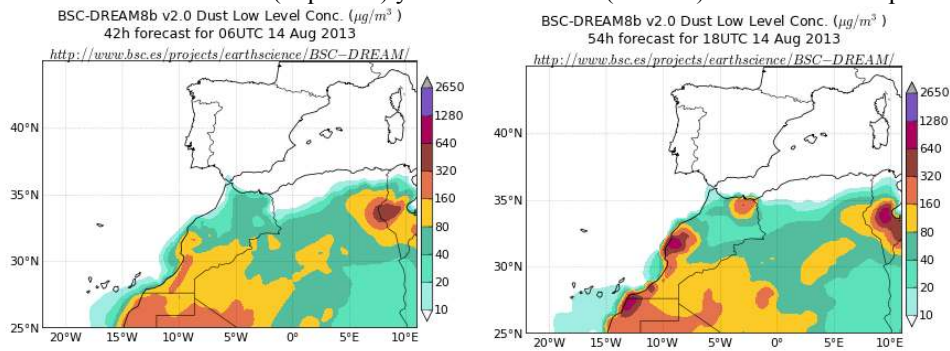 BSC-DREAM8b v2.0 Dust Low Level Conc. (μg/m³ )
42h forecast for 06UTC 14 Aug 2013
http://www.bsc.es/projects/earthscience/BSC−DREAM/
40°N
35°N
30°N
25°N
20°W 15°W 10°W 5°W 0°E 5°E 10°E
2650
1280
640
320
160
80
40
20
10
BSC-DREAM8b v2.0 Dust Low Level Conc. (μg/m³ )
54h forecast for 18UTC 14 Aug 2013
http://www.bsc.es/projects/earthscience/BSC−DREAM/
40°N
35°N
30°N
25°N
20°W 15°W 10°W 5°W 0°E 5°E 10°E
2650
1280
640
320
160
80
40
20
10